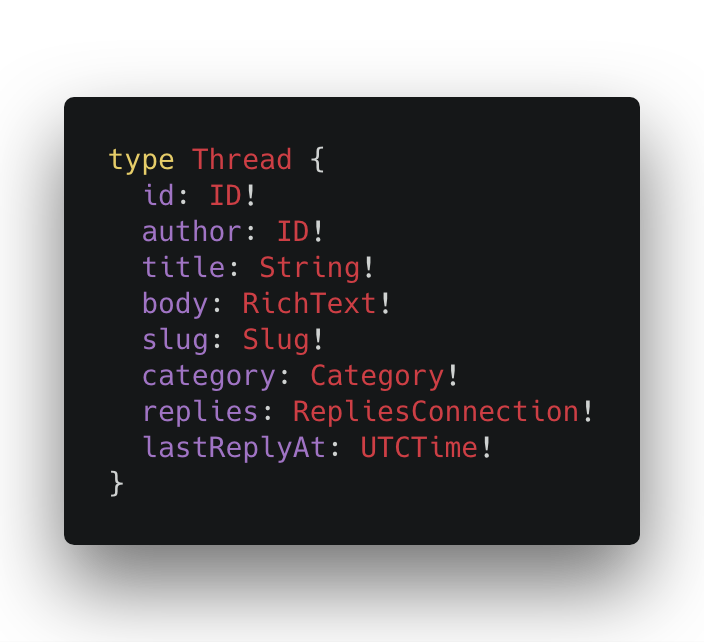 type Thread {
  id: ID!
  author: ID!
  title: String!
  body: RichText!
  slug: Slug!
  category: Category!
  replies: RepliesConnection!
  lastReplyAt: UTCTime!
}